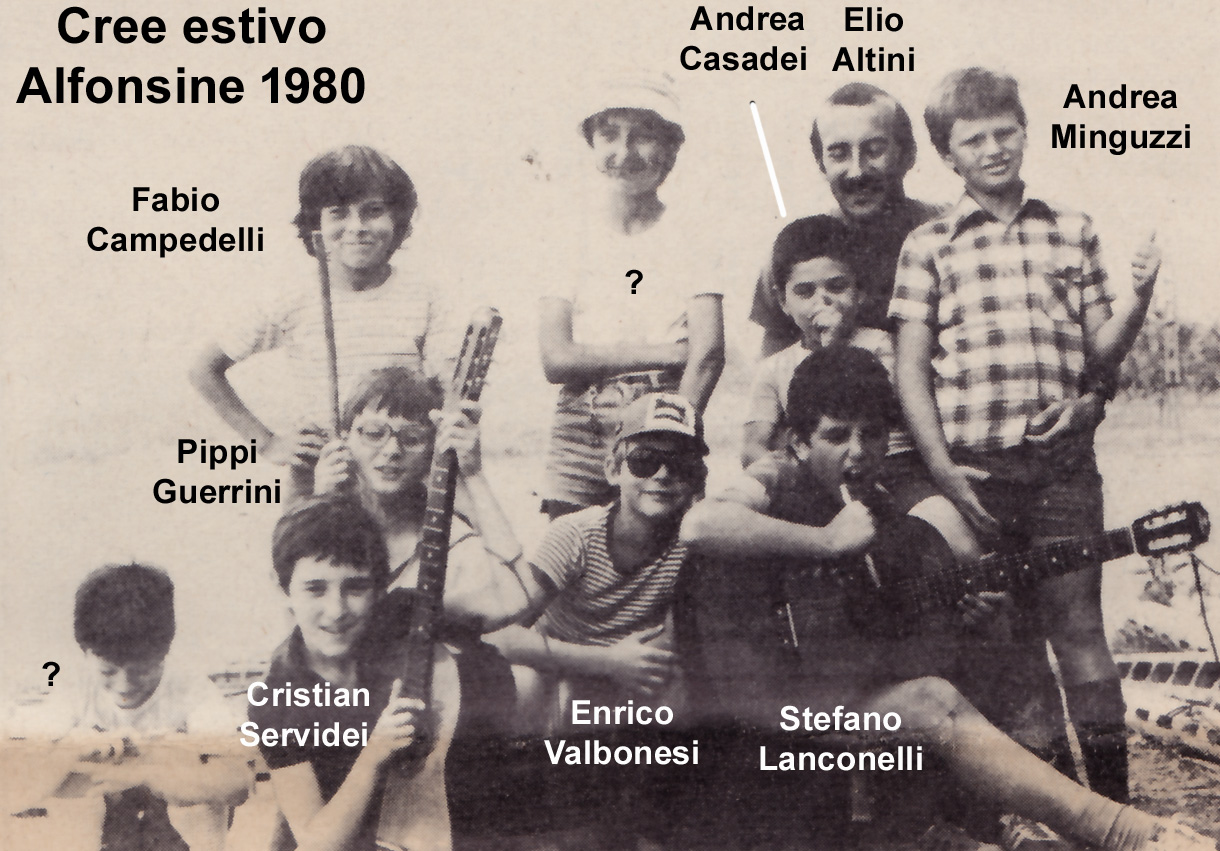 Cree estivo
Alfonsine 1980
Andrea
Casadei
Elio
Altini
Andrea
Minguzzi
Fabio
Campedelli
?
Pippi
Guerrini
?
Cristian
Servidei
Enrico
Valbonesi
Stefano
Lanconelli